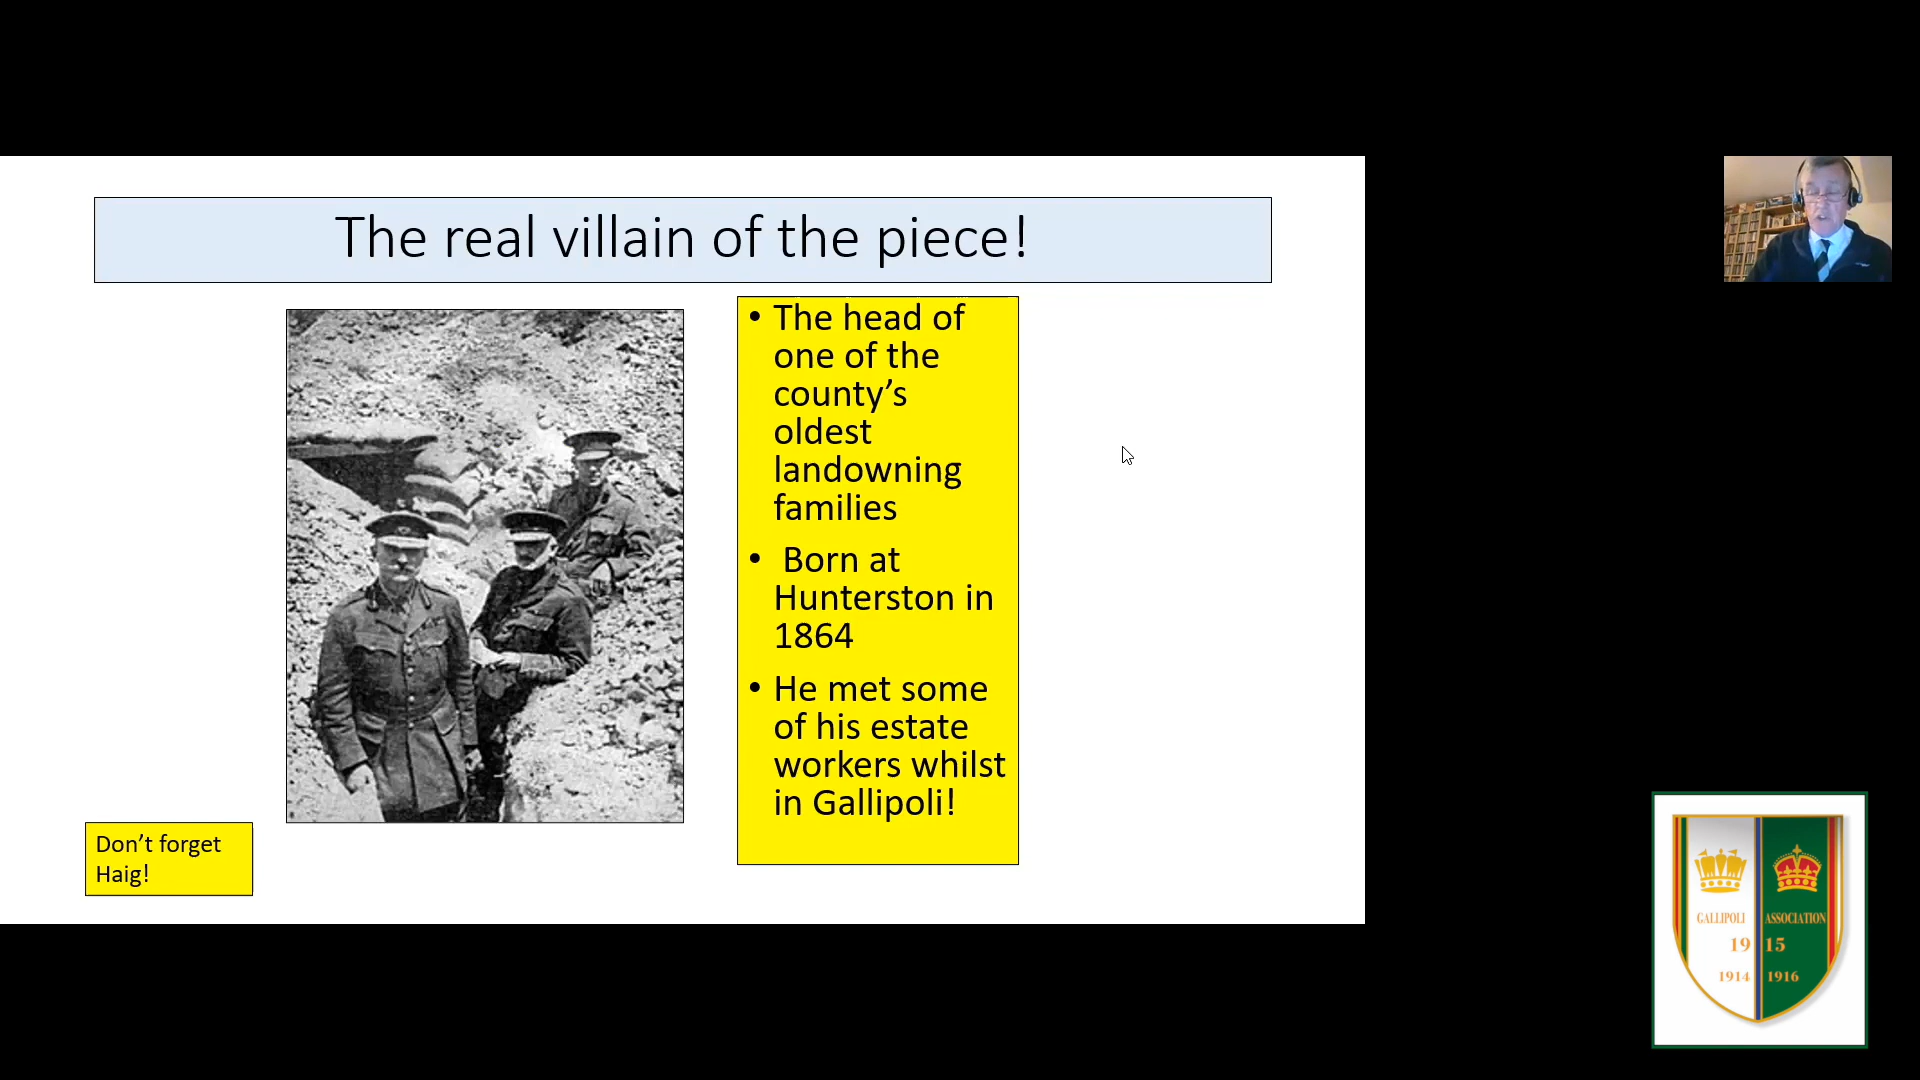 The real villain of the piece!
• The head of
one of the
county’s
oldest
landowning
families
• Born at
Hunterston in
1864
• He met some
of his estate
workers whilst
in Gallipoli!
Don’t forget
Haig!
GALLIPOLI ASSOCIATION
19 15
1914 1916